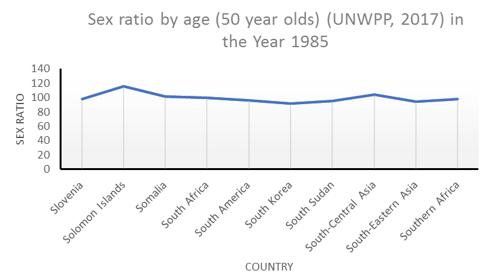 Sex ratio by age (50 year olds) (UNWPP, 2017) in
the Year 1985
SEX RATIO
140
120
100
80
60
40
20
0
Slovenia
Solomon Islands
Somalia
South Africa
South America
South Korea
South Sudan
South-Central Asia
South-Eastern Asia
Southern Africa
COUNTRY